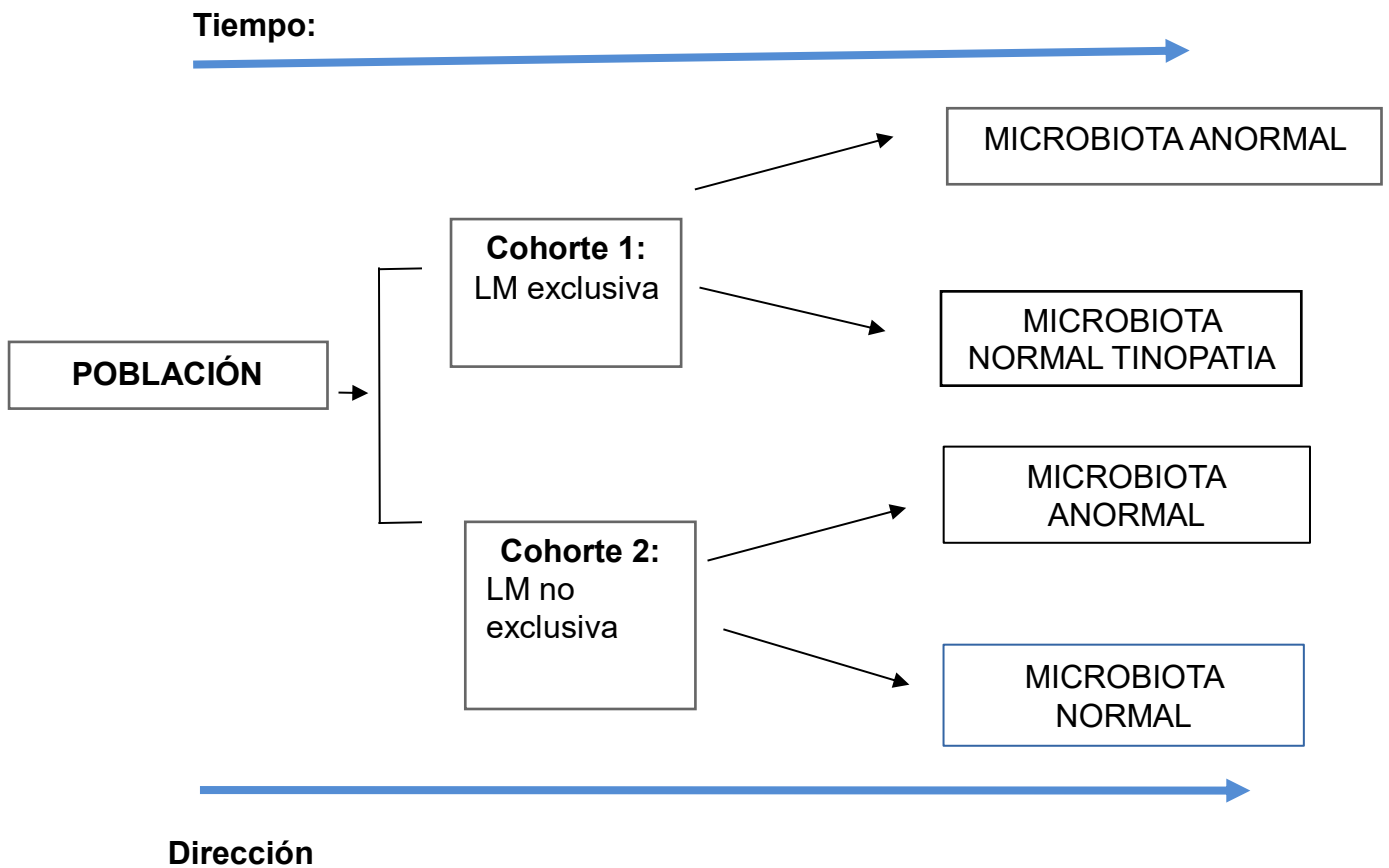 Tiempo:
MICROBIOTA ANORMAL
Cohorte 1:
LM exclusiva
MICROBIOTA
NORMAL TINOPATIA
POBLACIÓN
MICROBIOTA
ANORMAL
Cohorte 2:
LM no
exclusiva
MICROBIOTA
NORMAL
Dirección